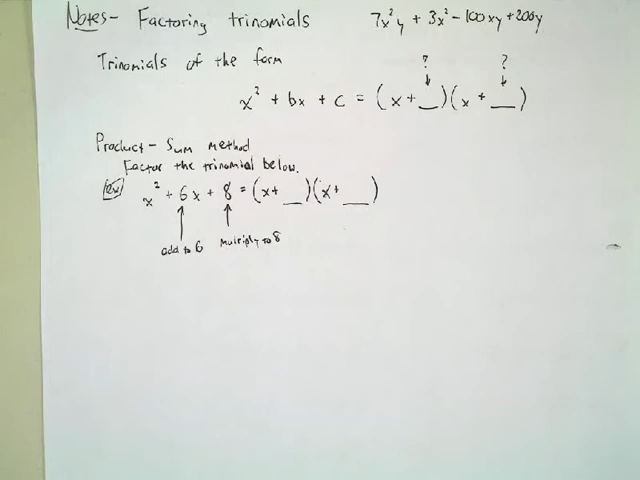 Notes- Factoring trinomials 7x²y + 3x² - 100xy + 200y
Trinomials of the form
? ?
x² + bx + c = (x + __)(x + __)
Product - Sum method
Factor the trinomial below.
Ex x² + 6x + 8 = (x + __)(x + __)
add to 6 multiply to 8